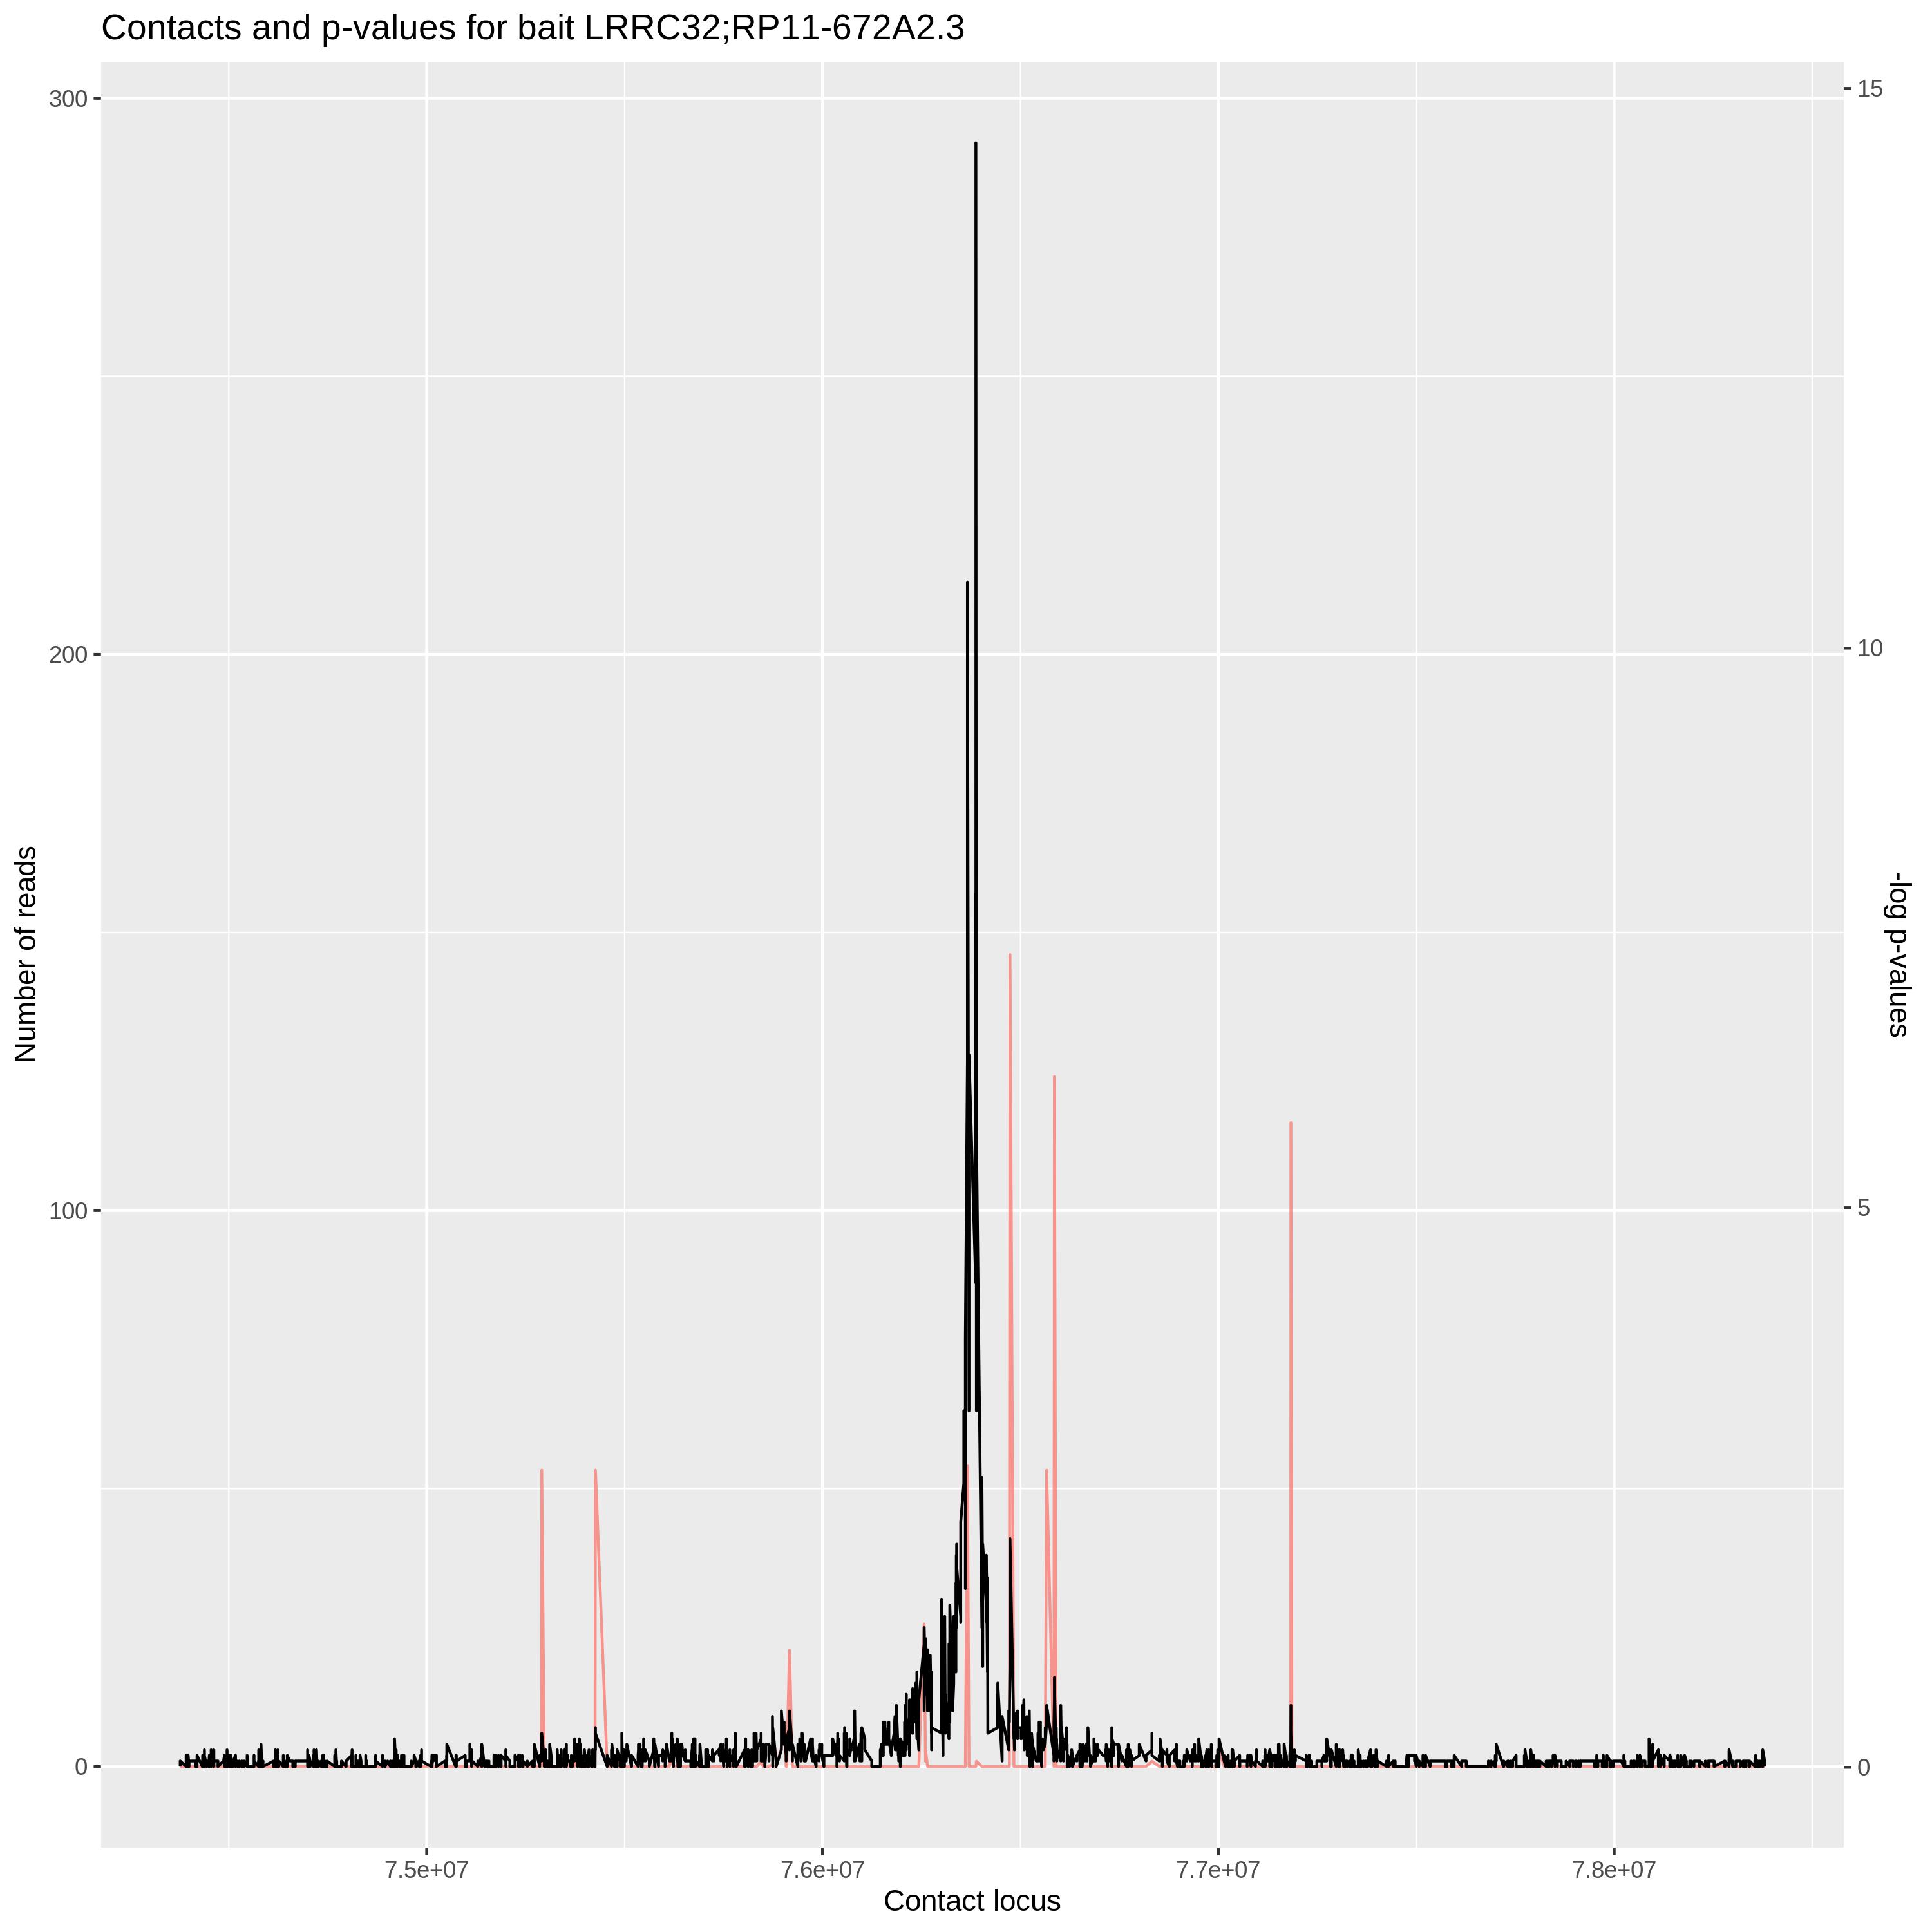 Contacts and p-values for bait LRRC32;RP11-672A2.3
300
200
100
0
15
10
5
0
Number of reads
-log p-values
7.5e+07
7.6e+07
7.7e+07
7.8e+07
Contact locus